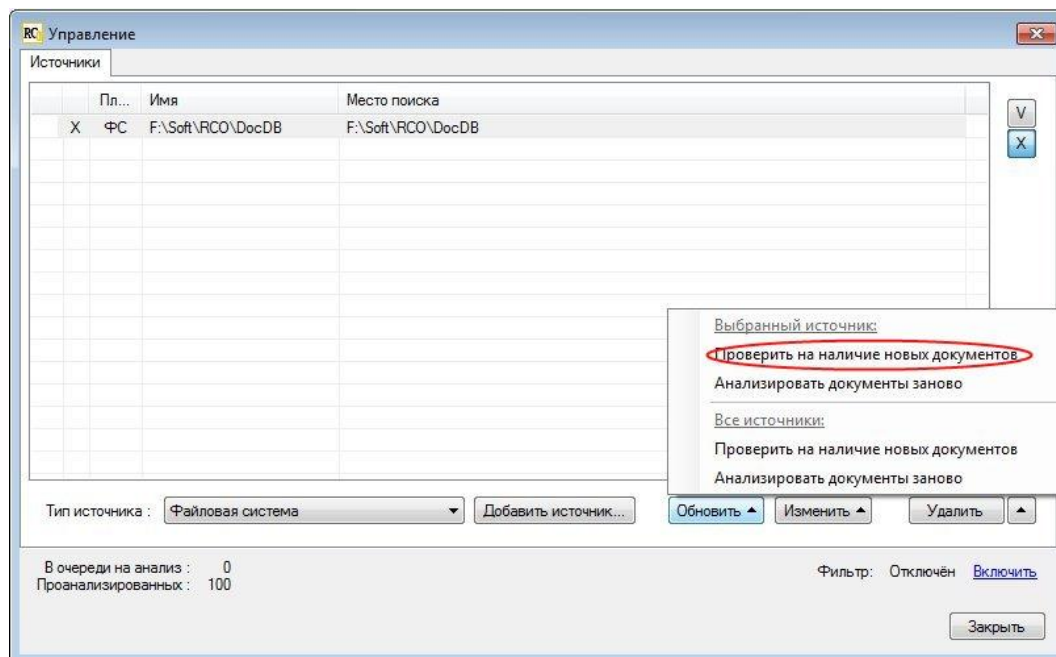 RCO Управление
Источники
Пл... Имя Место поиска
X ФС F:\Soft\RCO\DocDB F:\Soft\RCO\DocDB
V
X
Выбранный источник:
Проверить на наличие новых документов
Анализировать документы заново
Все источники:
Проверить на наличие новых документов
Анализировать документы заново
Тип источника : Файловая система Добавить источник... Обновить Изменить Удалить
В очереди на анализ : 0
Проанализированных : 100
Фильтр: Отключён Включить
Закрыть